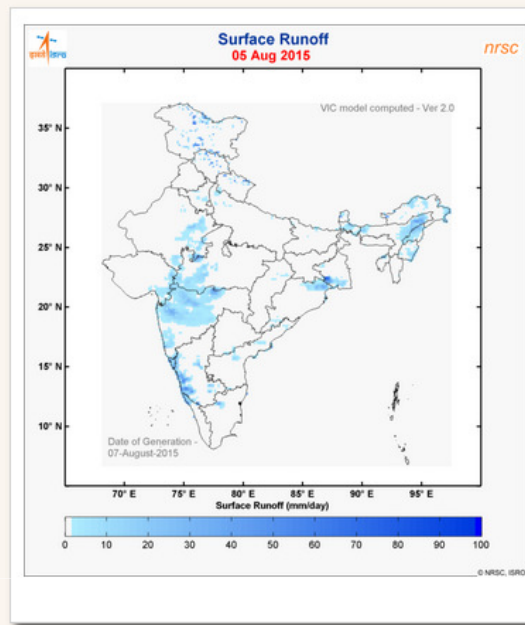 Surface Runoff
05 Aug 2015
इसरो isro
nrsc
VIC model computed - Ver 2.0
35° N
30° N
25° N
20° N
15° N
10° N
Date of Generation -
07-August-2015
70° E 75° E 80° E 85° E 90° E 95° E
Surface Runoff (mm/day)
0 10 20 30 40 50 60 70 80 90 100
© NRSC, ISRO